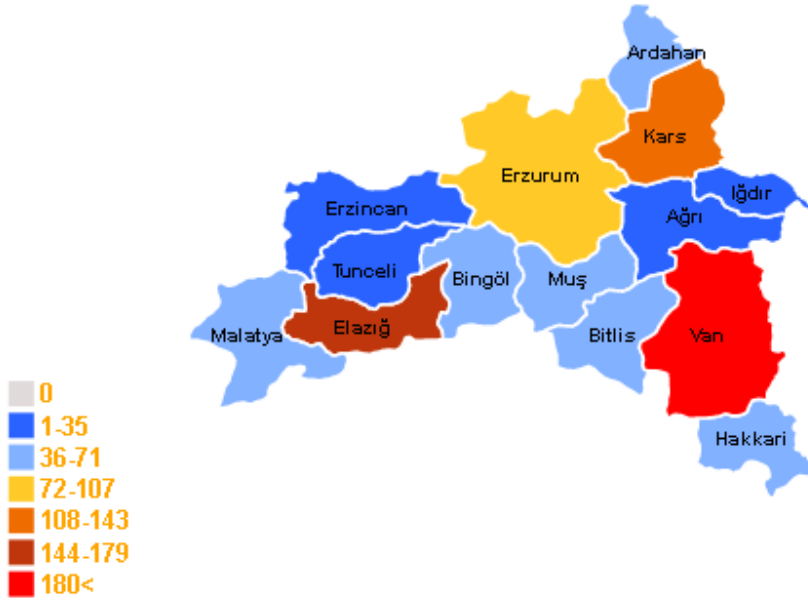 Ardahan
Kars
Erzurum
Iğdır
Erzincan
Ağrı
Tunceli
Bingöl
Muş
Malatya
Elazığ
Bitlis
Van
Hakkari
0
1-35
36-71
72-107
108-143
144-179
180<